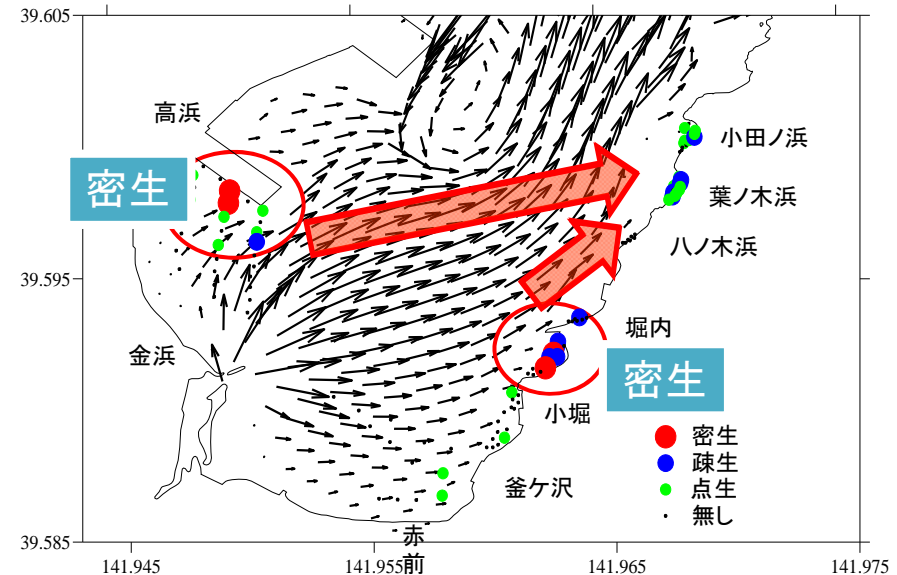 39.605
高浜
小田ノ浜
密生
葉ノ木浜
八ノ木浜
39.595
堀内
金浜
密生
小堀
密生
疎生
釜ケ沢
点生
無し
赤
前
39.585
141.945
141.955
141.965
141.975